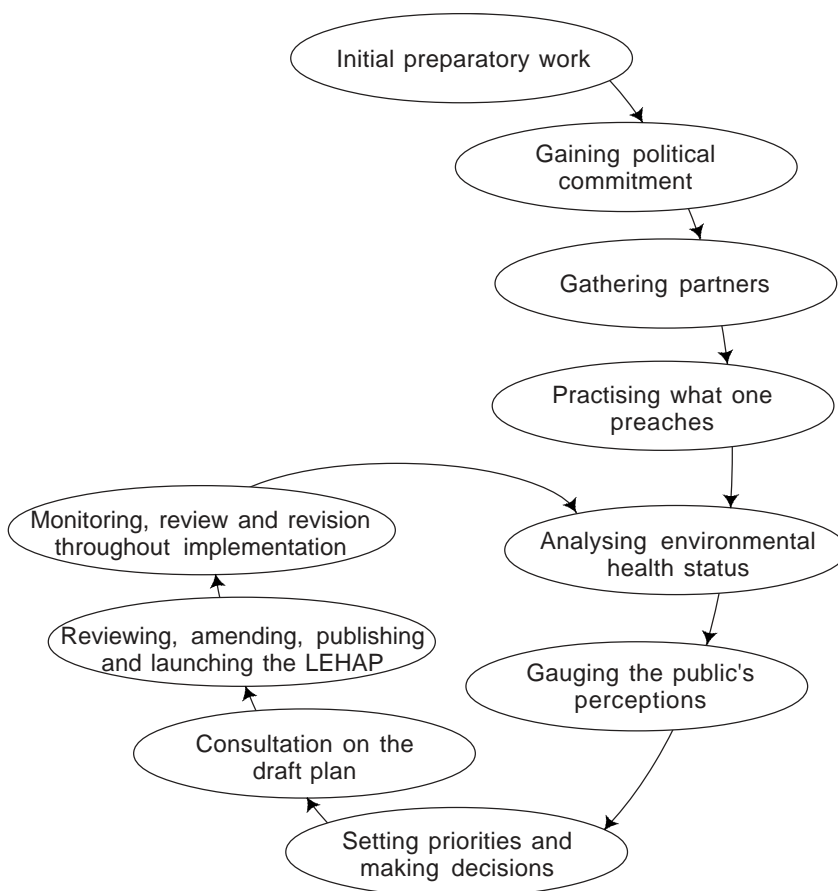 Initial preparatory work
Gaining political
commitment
Gathering partners
Practising what one
preaches
Analysing environmental
health status
Gauging the public's
perceptions
Setting priorities and
making decisions
Consultation on the
draft plan
Reviewing, amending, publishing
and launching the LEHAP
Monitoring, review and revision
throughout implementation